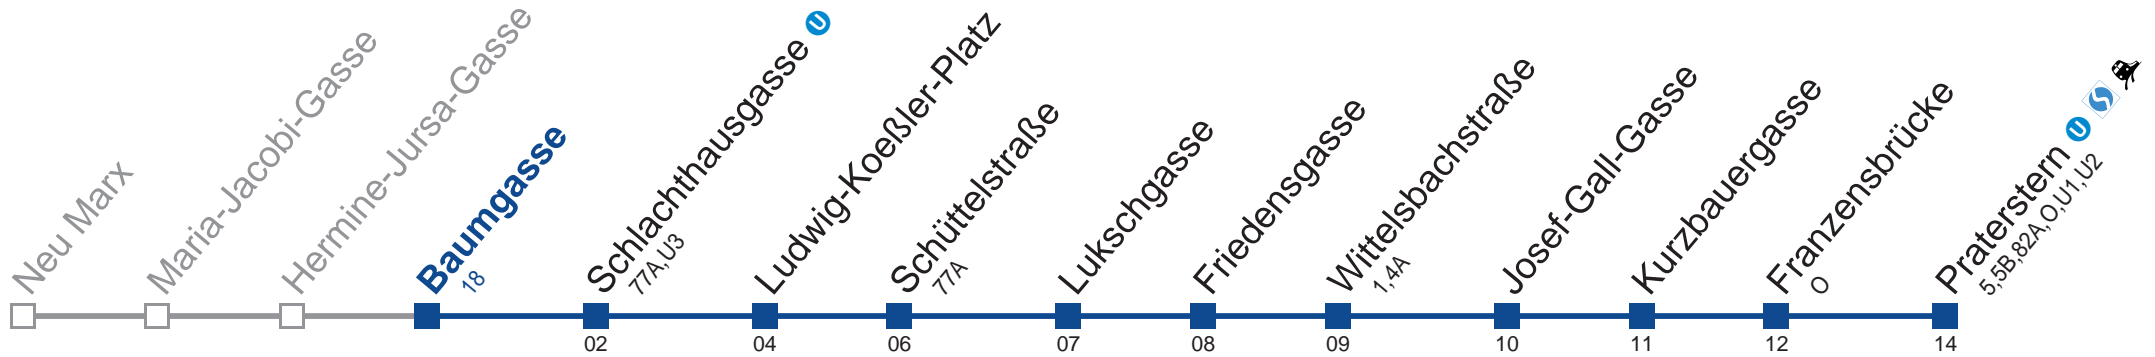 Neu Marx
Maria-Jacobi-Gasse
Hermine-Jursa-Gasse
Baumgasse
18
Schlachthausgasse U
77A,U3
Ludwig-Koeßler-Platz
Schüttelstraße
77A
Lukschgasse
Friedensgasse
Wittelsbachstraße
1,4A
Josef-Gall-Gasse
Kurzbauergasse
Franzensbrücke
O
Praterstern U S
5,5B,82A,O,U1,U2
02 04 06 07 08 09 10 11 12 14